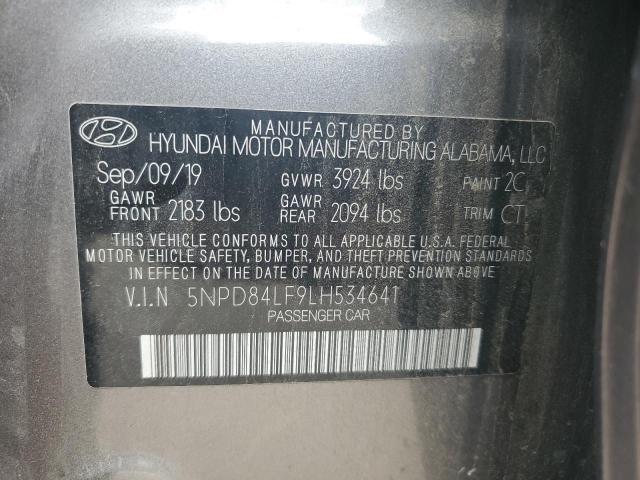 MANUFACTURED BY
HYUNDAI MOTOR MANUFACTURING ALABAMA, LLC
Sep/09/19 GVWR 3924 lbs PAINT 2C
GAWR FRONT 2183 lbs GAWR REAR 2094 lbs TRIM CT
THIS VEHICLE CONFORMS TO ALL APPLICABLE U.S.A. FEDERAL
MOTOR VEHICLE SAFETY, BUMPER, AND THEFT PREVENTION STANDARDS
IN EFFECT ON THE DATE OF MANUFACTURE SHOWN ABOVE.
V.I.N 5NPD84LF9LH534641
PASSENGER CAR